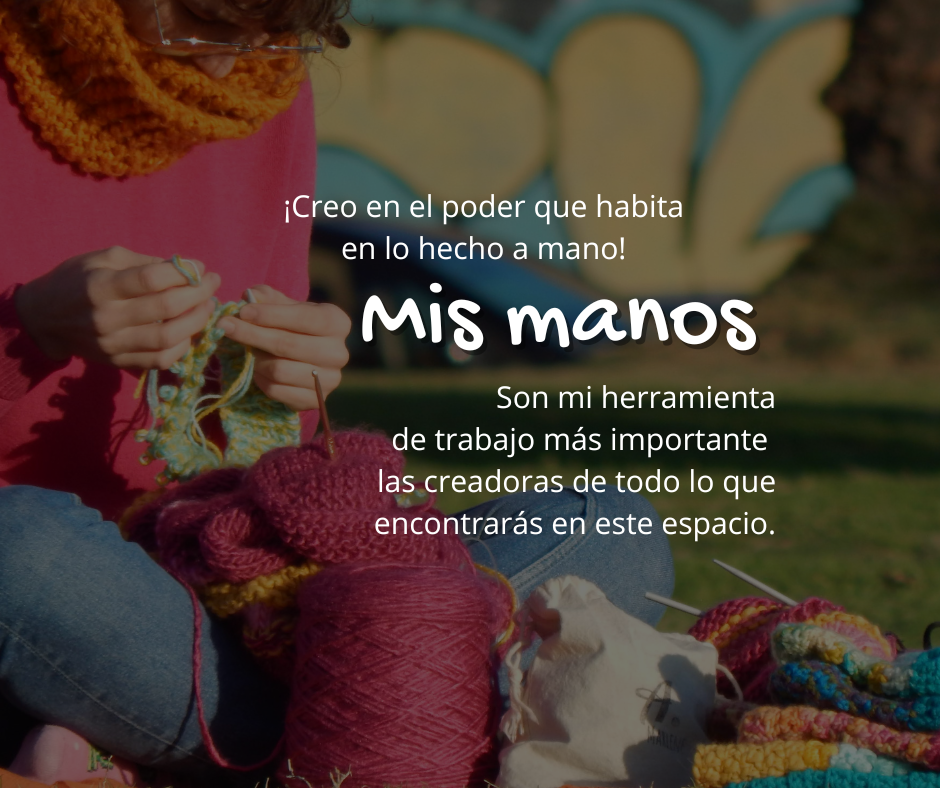 ¡Creo en el poder que habita
en lo hecho a mano!
Mis manos
Son mi herramienta
de trabajo más importante
las creadoras de todo lo que
encontrarás en este espacio.